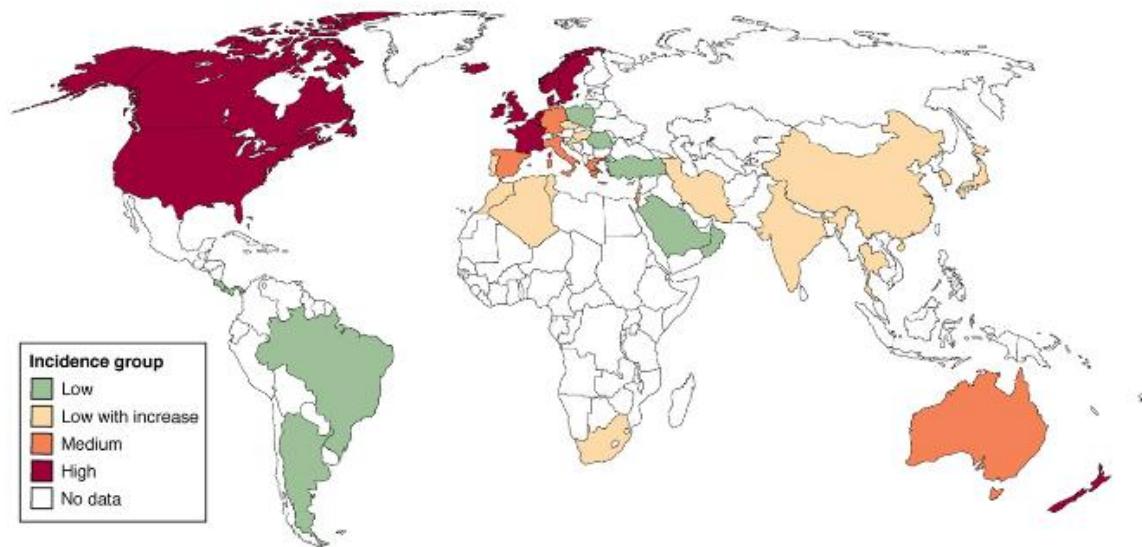 Incidence group
Low
Low with increase
Medium
High
No data